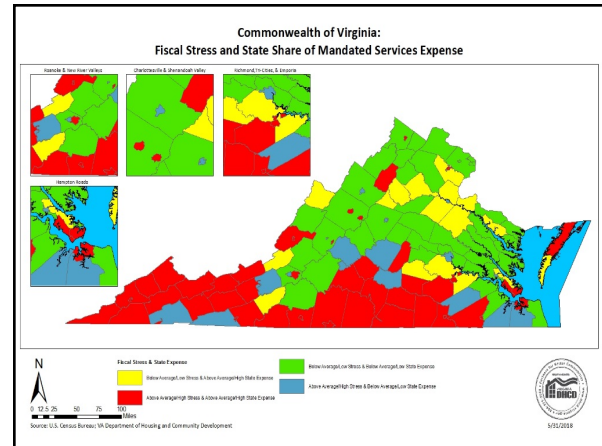 Commonwealth of Virginia:
Fiscal Stress and State Share of Mandated Services Expense
Roanoke & New River Valleys
Charlottesville & Shenandoah Valley
Richmond, Tri-Cities, & Emporia
Hampton Roads
N
0 12.5 25 50 75 100
Miles
Fiscal Stress & State Expense
Below Average/Low Stress & Above Average/High State Expense
Above Average/High Stress & Above Average/High State Expense
Below Average/Low Stress & Below Average/Low State Expense
Above Average/High Stress & Below Average/Low State Expense
Source: U.S. Census Bureau; VA Department of Housing and Community Development
VIRGINIA
DHCD
5/31/2018